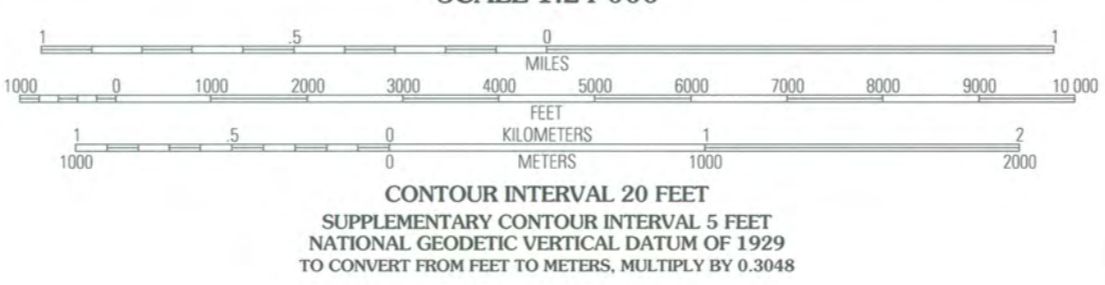 1 .5 0 1
MILES
1000 0 1000 2000 3000 4000 5000 6000 7000 8000 9000 10 000
FEET
1 .5 0 KILOMETERS 1 2
1000 0 METERS 1000 2000
CONTOUR INTERVAL 20 FEET
SUPPLEMENTARY CONTOUR INTERVAL 5 FEET
NATIONAL GEODETIC VERTICAL DATUM OF 1929
TO CONVERT FROM FEET TO METERS, MULTIPLY BY 0.3048